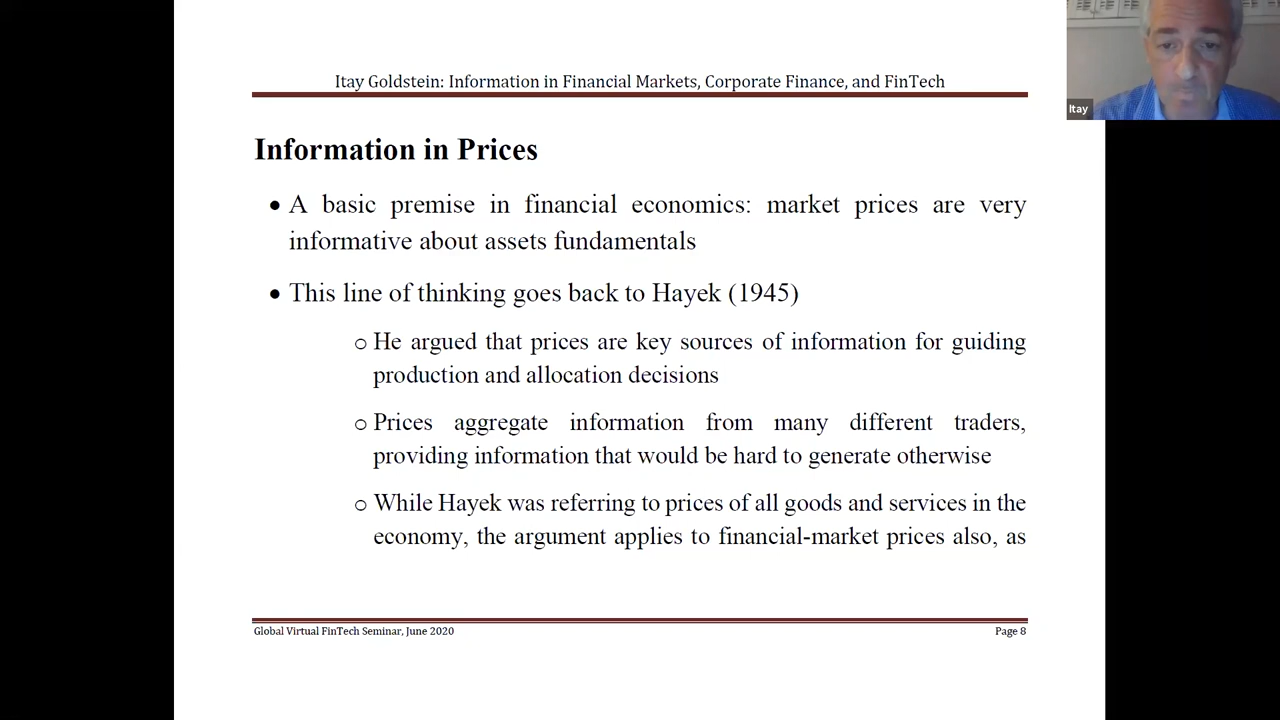 Itay Goldstein: Information in Financial Markets, Corporate Finance, and FinTech
Itay
Information in Prices
• A basic premise in financial economics: market prices are very
informative about assets fundamentals
• This line of thinking goes back to Hayek (1945)
o He argued that prices are key sources of information for guiding
production and allocation decisions
o Prices aggregate information from many different traders,
providing information that would be hard to generate otherwise
o While Hayek was referring to prices of all goods and services in the
economy, the argument applies to financial-market prices also, as
Global Virtual FinTech Seminar, June 2020
Page 8